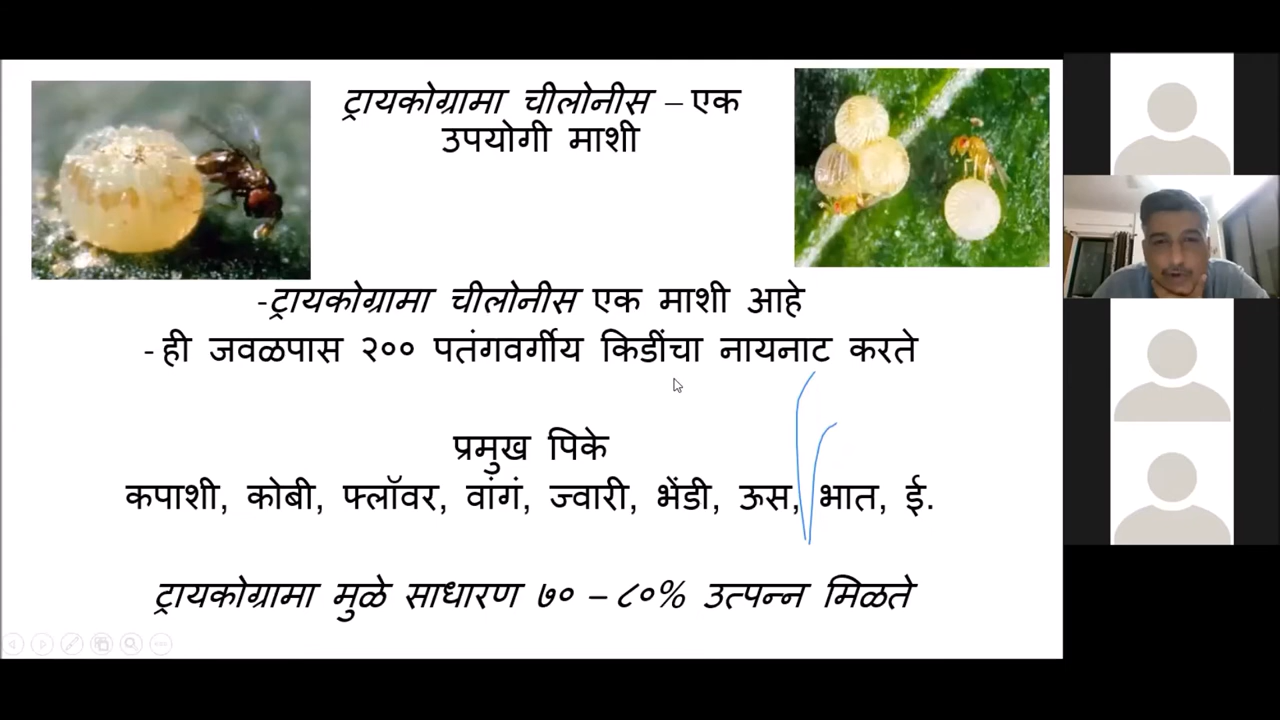 ट्रायकोग्रामा चीलोनीस – एक
उपयोगी माशी
-ट्रायकोग्रामा चीलोनीस एक माशी आहे
- ही जवळपास २०० पतंगवर्गीय किडींचा नायनाट करते
प्रमुख पिके
कपाशी, कोबी, फ्लॉवर, वांगं, ज्वारी, भेंडी, ऊस, भात, ई.
ट्रायकोग्रामा मुळे साधारण ७० – ८०% उत्पन्न मिळते